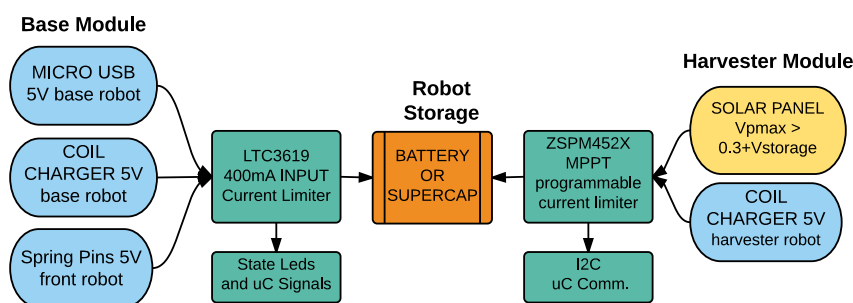 Base Module
MICRO USB
5V base robot
COIL
CHARGER 5V
base robot
Spring Pins 5V
front robot
LTC3619
400mA INPUT
Current Limiter
State Leds
and uC Signals
Robot
Storage
BATTERY
OR
SUPERCAP
ZSPM452X
MPPT
programmable
current limiter
I2C
uC Comm.
Harvester Module
SOLAR PANEL
Vpmax >
0.3+Vstorage
COIL
CHARGER 5V
harvester robot